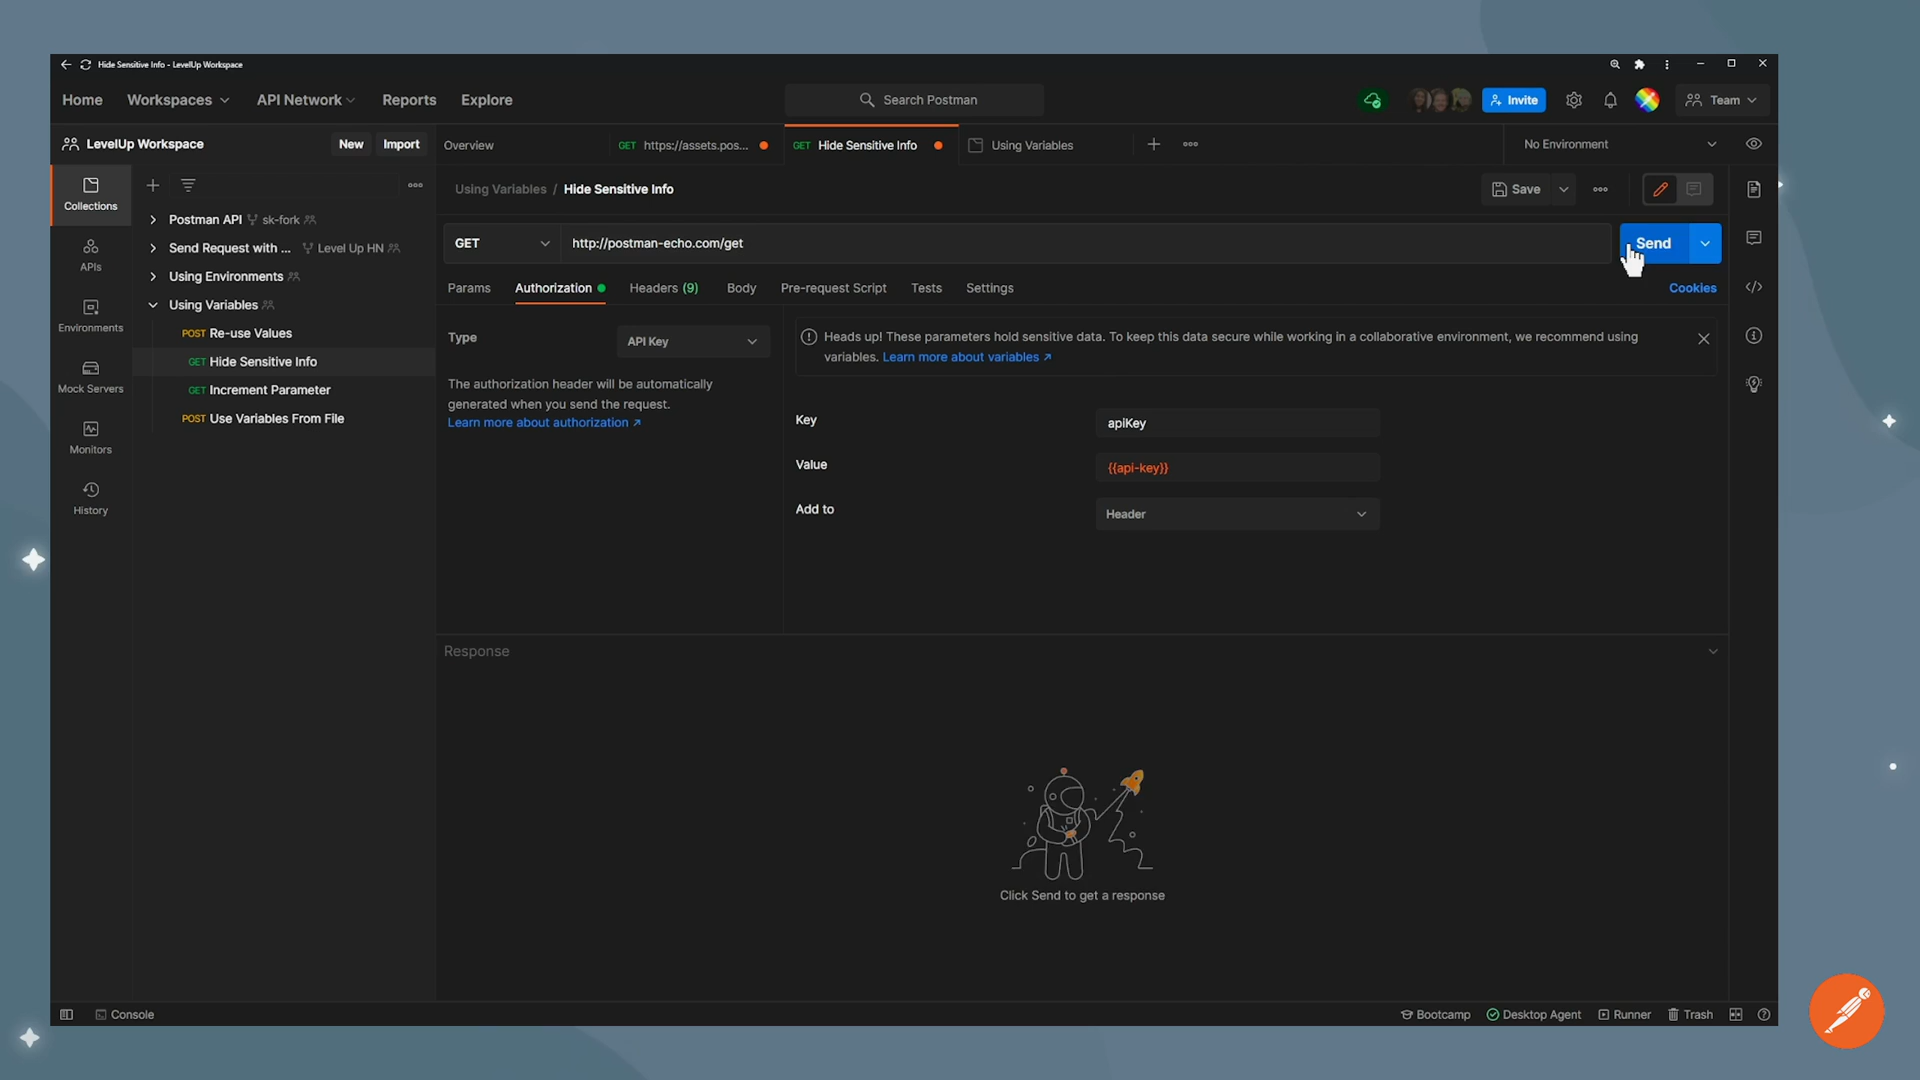 Hide Sensitive Info - LevelUp Workspace
Home Workspaces API Network Reports Explore
Search Postman
Invite
Team
LevelUp Workspace
New Import
Overview
GET https://assets.pos...
GET Hide Sensitive Info
Using Variables
No Environment
Collections
APIs
Environments
Mock Servers
Monitors
History
Postman API sk-fork
Send Request with ... Level Up HN
Using Environments
Using Variables
POST Re-use Values
GET Hide Sensitive Info
GET Increment Parameter
POST Use Variables From File
Using Variables / Hide Sensitive Info
Save
GET http://postman-echo.com/get
Send
Params Authorization Headers (9) Body Pre-request Script Tests Settings
Cookies
Type API Key
The authorization header will be automatically
generated when you send the request.
Learn more about authorization ↗
Heads up! These parameters hold sensitive data. To keep this data secure while working in a collaborative environment, we recommend using
variables. Learn more about variables ↗
Key apiKey
Value {{api-key}}
Add to Header
Response
Click Send to get a response
Console
Bootcamp Desktop Agent Runner Trash